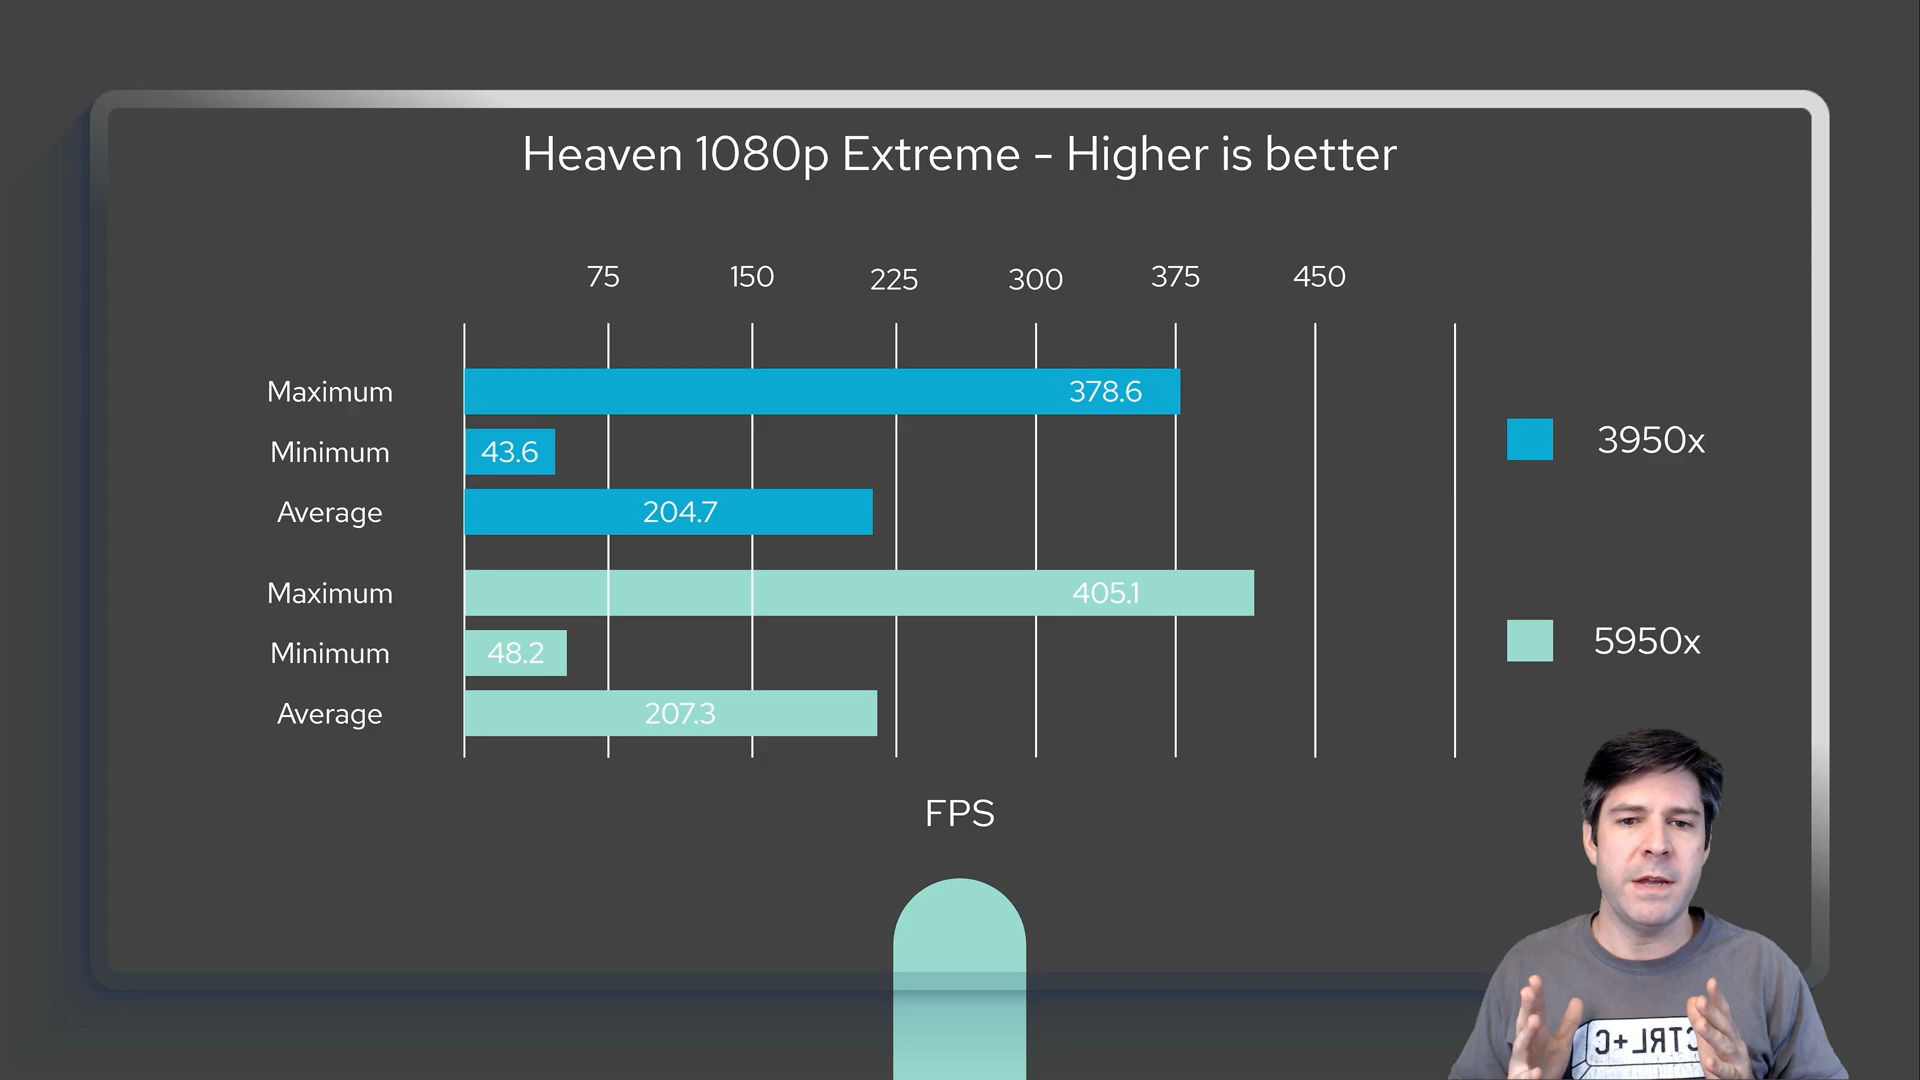 Heaven 1080p Extreme - Higher is better
75 150 225 300 375 450
Maximum 378.6
Minimum 43.6
3950x
Average 204.7
Maximum 405.1
Minimum 48.2
5950x
Average 207.3
FPS
CTRL+C